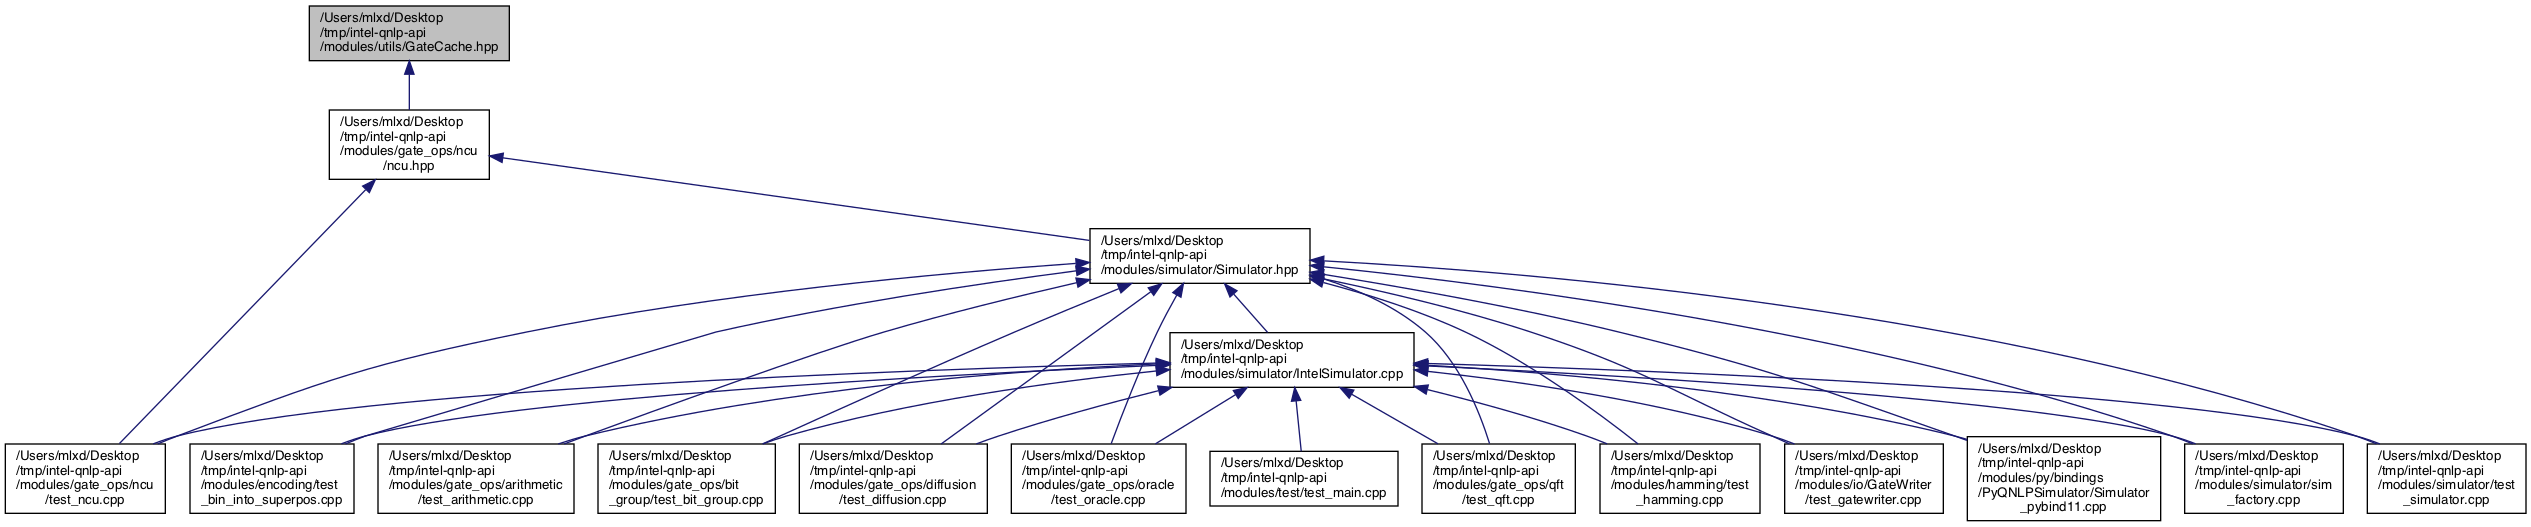 /Users/mlxd/Desktop
/tmp/intel-qnlp-api
/modules/utils/GateCache.hpp
/Users/mlxd/Desktop
/tmp/intel-qnlp-api
/modules/gate_ops/ncu
/ncu.hpp
/Users/mlxd/Desktop
/tmp/intel-qnlp-api
/modules/simulator/Simulator.hpp
/Users/mlxd/Desktop
/tmp/intel-qnlp-api
/modules/simulator/IntelSimulator.cpp
/Users/mlxd/Desktop
/tmp/intel-qnlp-api
/modules/gate_ops/ncu
/test_ncu.cpp
/Users/mlxd/Desktop
/tmp/intel-qnlp-api
/modules/encoding/test
_bin_into_superpos.cpp
/Users/mlxd/Desktop
/tmp/intel-qnlp-api
/modules/gate_ops/arithmetic
/test_arithmetic.cpp
/Users/mlxd/Desktop
/tmp/intel-qnlp-api
/modules/gate_ops/bit
_group/test_bit_group.cpp
/Users/mlxd/Desktop
/tmp/intel-qnlp-api
/modules/gate_ops/diffusion
/test_diffusion.cpp
/Users/mlxd/Desktop
/tmp/intel-qnlp-api
/modules/gate_ops/oracle
/test_oracle.cpp
/Users/mlxd/Desktop
/tmp/intel-qnlp-api
/modules/test/test_main.cpp
/Users/mlxd/Desktop
/tmp/intel-qnlp-api
/modules/gate_ops/qft
/test_qft.cpp
/Users/mlxd/Desktop
/tmp/intel-qnlp-api
/modules/hamming/test
_hamming.cpp
/Users/mlxd/Desktop
/tmp/intel-qnlp-api
/modules/io/GateWriter
/test_gatewriter.cpp
/Users/mlxd/Desktop
/tmp/intel-qnlp-api
/modules/py/bindings
/PyQNLPSimulator/Simulator
_pybind11.cpp
/Users/mlxd/Desktop
/tmp/intel-qnlp-api
/modules/simulator/sim
_factory.cpp
/Users/mlxd/Desktop
/tmp/intel-qnlp-api
/modules/simulator/test
_simulator.cpp